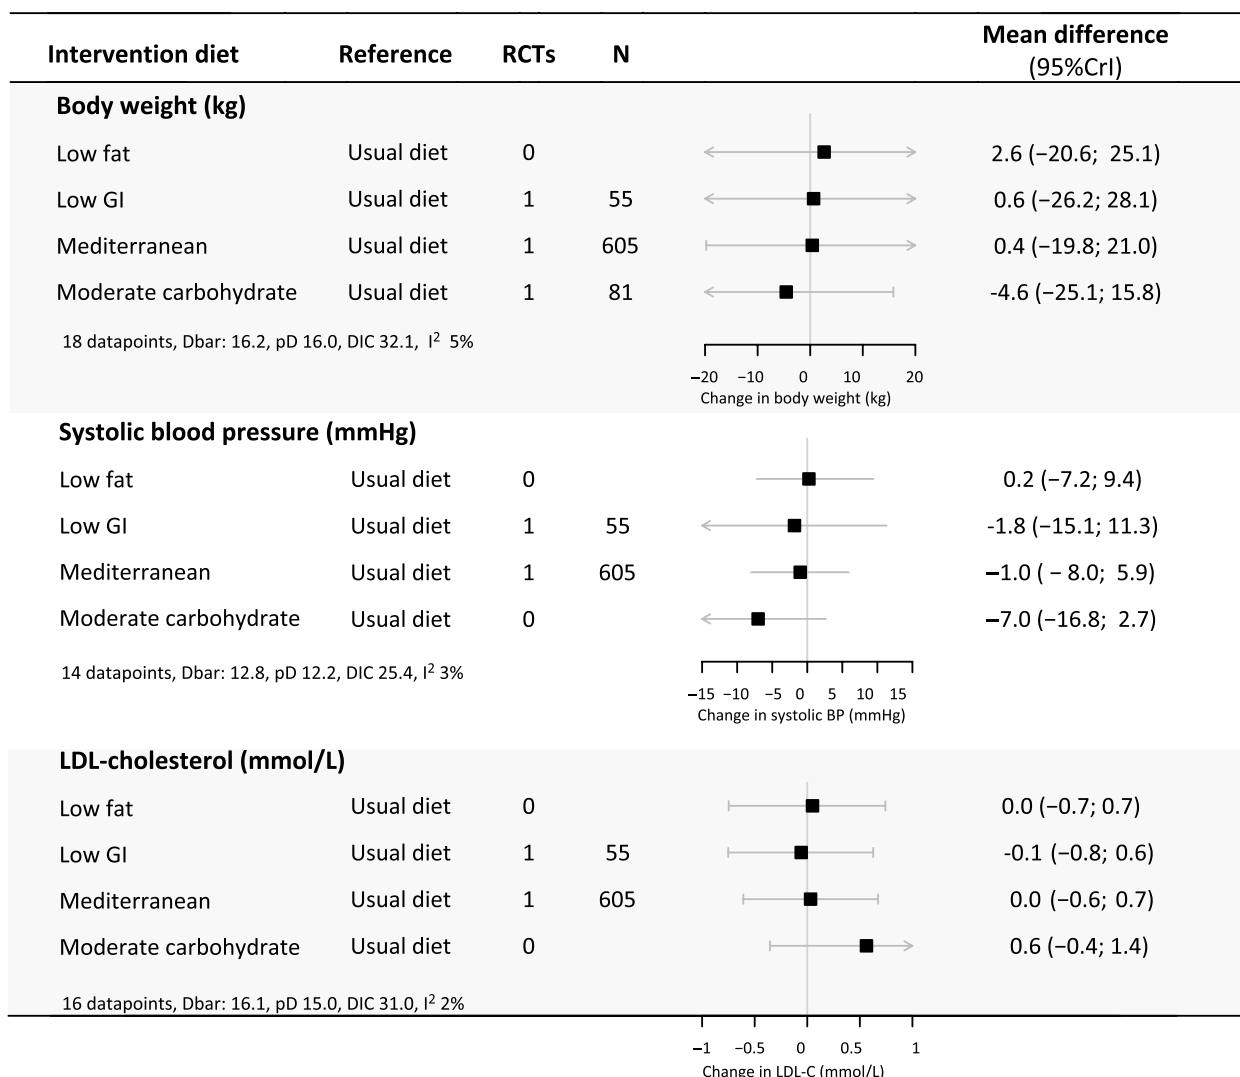 Intervention diet Reference RCTs N Mean difference
(95%CrI)
Body weight (kg)
Low fat Usual diet 0 2.6 (−20.6; 25.1)
Low GI Usual diet 1 55 0.6 (−26.2; 28.1)
Mediterranean Usual diet 1 605 0.4 (−19.8; 21.0)
Moderate carbohydrate Usual diet 1 81 -4.6 (−25.1; 15.8)
18 datapoints, Dbar: 16.2, pD 16.0, DIC 32.1, I² 5%
−20 −10 0 10 20
Change in body weight (kg)
Systolic blood pressure (mmHg)
Low fat Usual diet 0 0.2 (−7.2; 9.4)
Low GI Usual diet 1 55 -1.8 (−15.1; 11.3)
Mediterranean Usual diet 1 605 −1.0 ( − 8.0; 5.9)
Moderate carbohydrate Usual diet 0 −7.0 (−16.8; 2.7)
14 datapoints, Dbar: 12.8, pD 12.2, DIC 25.4, I² 3%
−15 −10 −5 0 5 10 15
Change in systolic BP (mmHg)
LDL-cholesterol (mmol/L)
Low fat Usual diet 0 0.0 (−0.7; 0.7)
Low GI Usual diet 1 55 -0.1 (−0.8; 0.6)
Mediterranean Usual diet 1 605 0.0 (−0.6; 0.7)
Moderate carbohydrate Usual diet 0 0.6 (−0.4; 1.4)
16 datapoints, Dbar: 16.1, pD 15.0, DIC 31.0, I² 2%
−1 −0.5 0 0.5 1
Change in LDL-C (mmol/L)